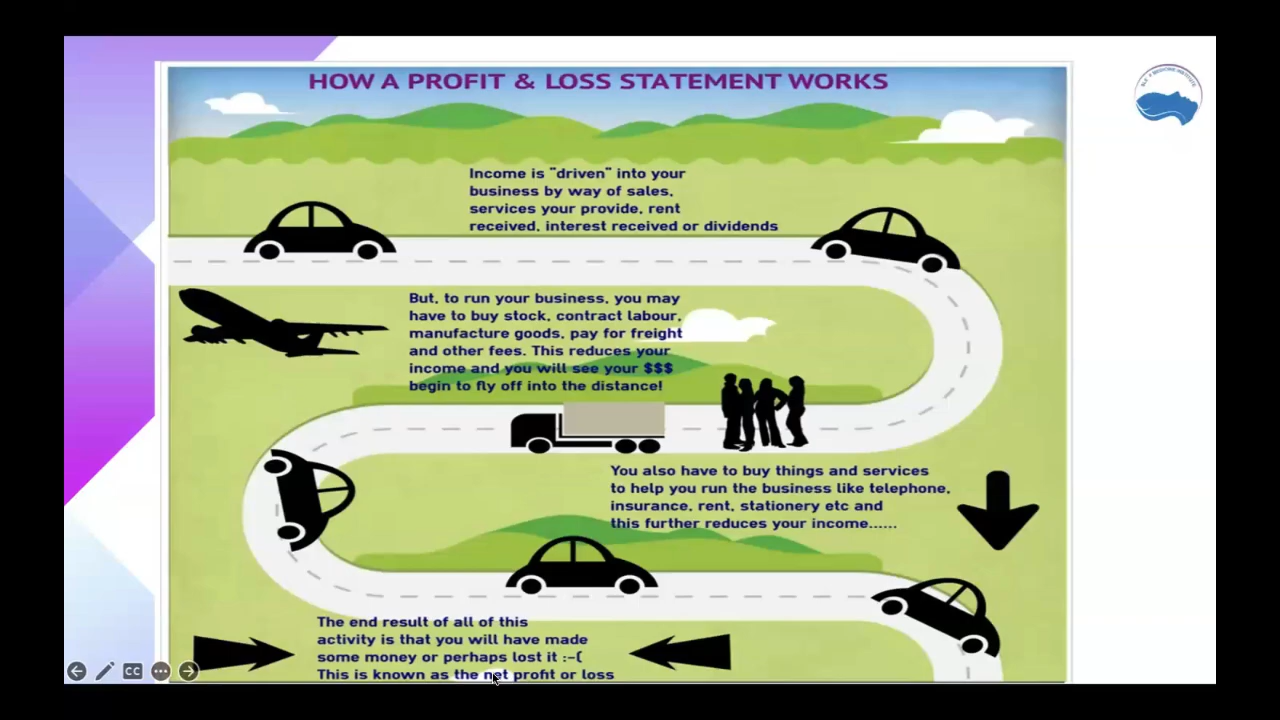 HOW A PROFIT & LOSS STATEMENT WORKS
Income is "driven" into your
business by way of sales,
services your provide, rent
received, interest received or dividends
But, to run your business, you may
have to buy stock, contract labour,
manufacture goods, pay for freight
and other fees. This reduces your
income and you will see your $$$
begin to fly off into the distance!
You also have to buy things and services
to help you run the business like telephone,
insurance, rent, stationery etc and
this further reduces your income......
The end result of all of this
activity is that you will have made
some money or perhaps lost it :-(
This is known as the net profit or loss
CC